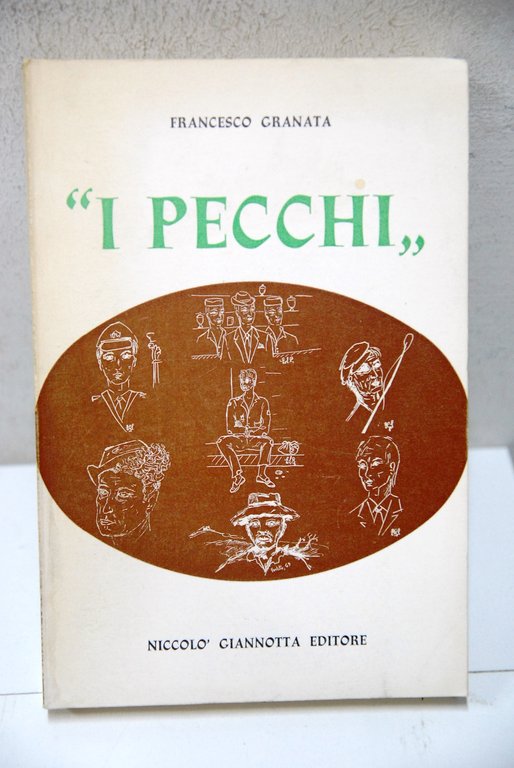 FRANCESCO GRANATA
“I PECCHI„
NICCOLO' GIANNOTTA EDITORE